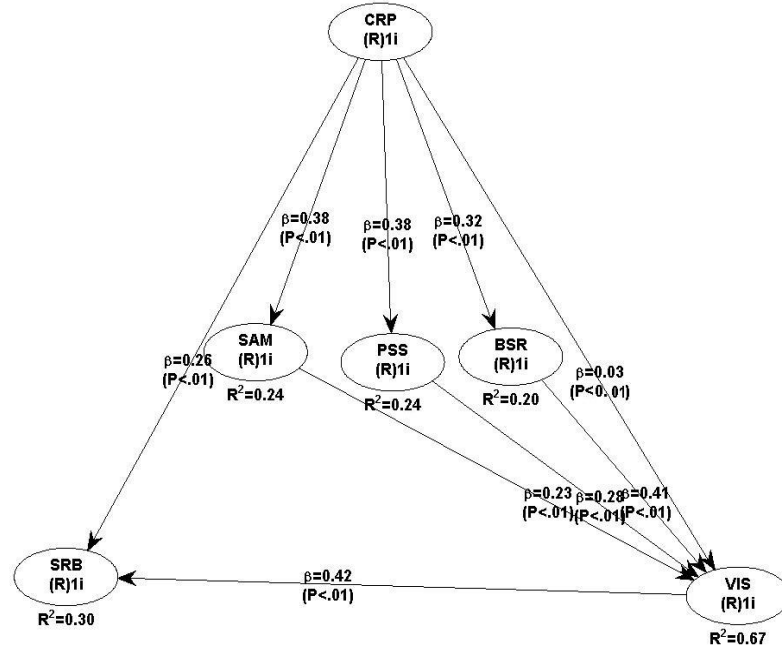 CRP
(R)1i
β=0.38
(P<.01)
β=0.38
(P<.01)
β=0.32
(P<.01)
SAM
(R)1i
R²=0.24
PSS
(R)1i
R²=0.24
BSR
(R)1i
R²=0.20
β=0.26
(P<.01)
β=0.03
(P<0.01)
β=0.23
(P<.01)
β=0.28
(P<.01)
β=0.41
(P<.01)
SRB
(R)1i
R²=0.30
β=0.42
(P<.01)
VIS
(R)1i
R²=0.67